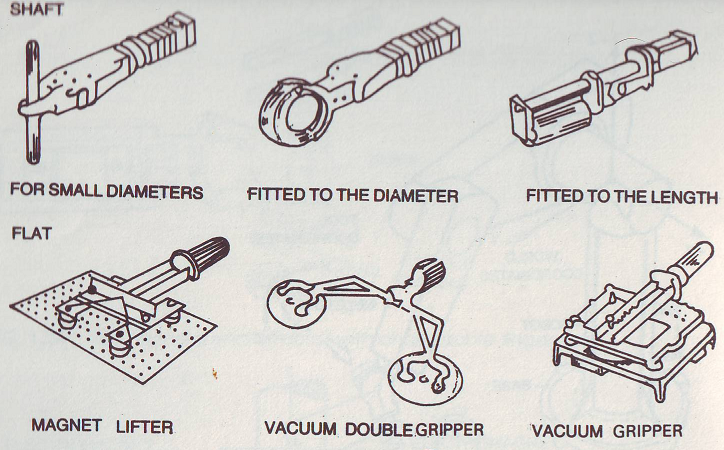 SHAFT
FOR SMALL DIAMETERS
FITTED TO THE DIAMETER
FITTED TO THE LENGTH
FLAT
MAGNET LIFTER
VACUUM DOUBLE.GRIPPER
VACUUM GRIPPER